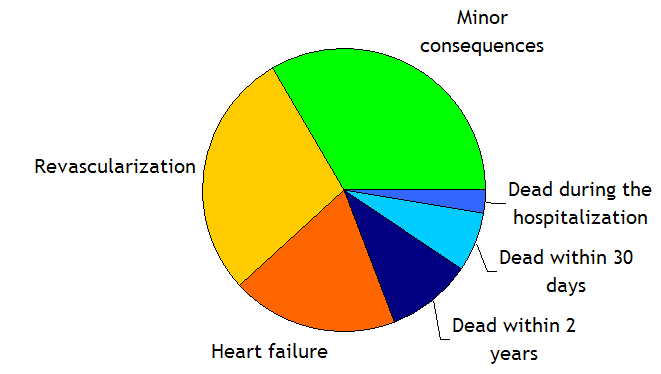 Minor
consequences
Revascularization
Dead during the
hospitalization
Dead within 30
days
Dead within 2
years
Heart failure